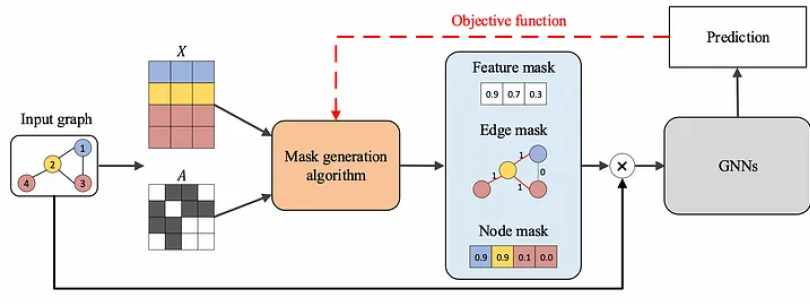 Objective function
Prediction
X
Feature mask
0.9 0.7 0.3
Input graph
1
2
4
3
Mask generation
algorithm
Edge mask
1
1
0
1
×
GNNs
A
Node mask
0.9 0.9 0.1 0.0